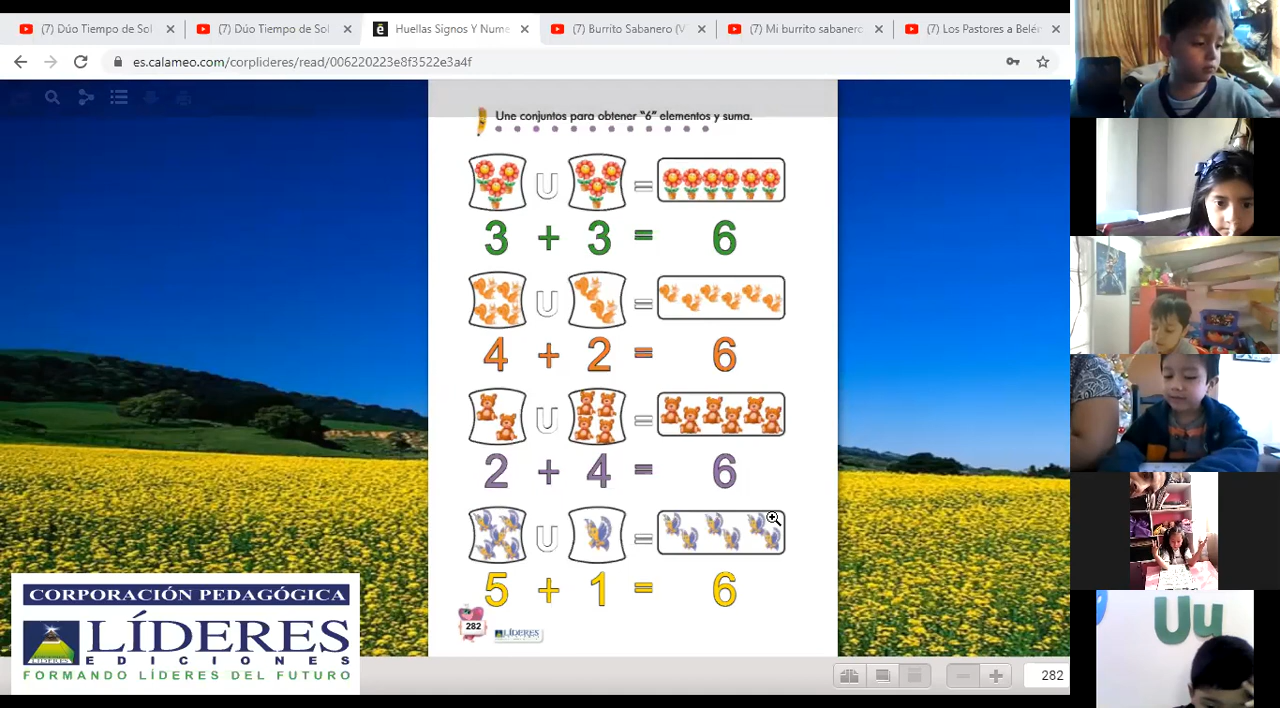 (7) Dúo Tiempo de Sol
(7) Dúo Tiempo de Sol
Huellas Signos Y Nume
(7) Burrito Sabanero (V
(7) Mi burrito sabanero
(7) Los Pastores a Belén
es.calameo.com/corplideres/read/006220223e8f3522e3a4f
Une conjuntos para obtener "6" elementos y suma.
U =
3 + 3 = 6
U =
4 + 2 = 6
U =
2 + 4 = 6
U =
5 + 1 = 6
282
LÍDERES
CORPORACIÓN PEDAGÓGICA
LÍDERES
EDICIONES
FORMANDO LÍDERES DEL FUTURO
282
Uu